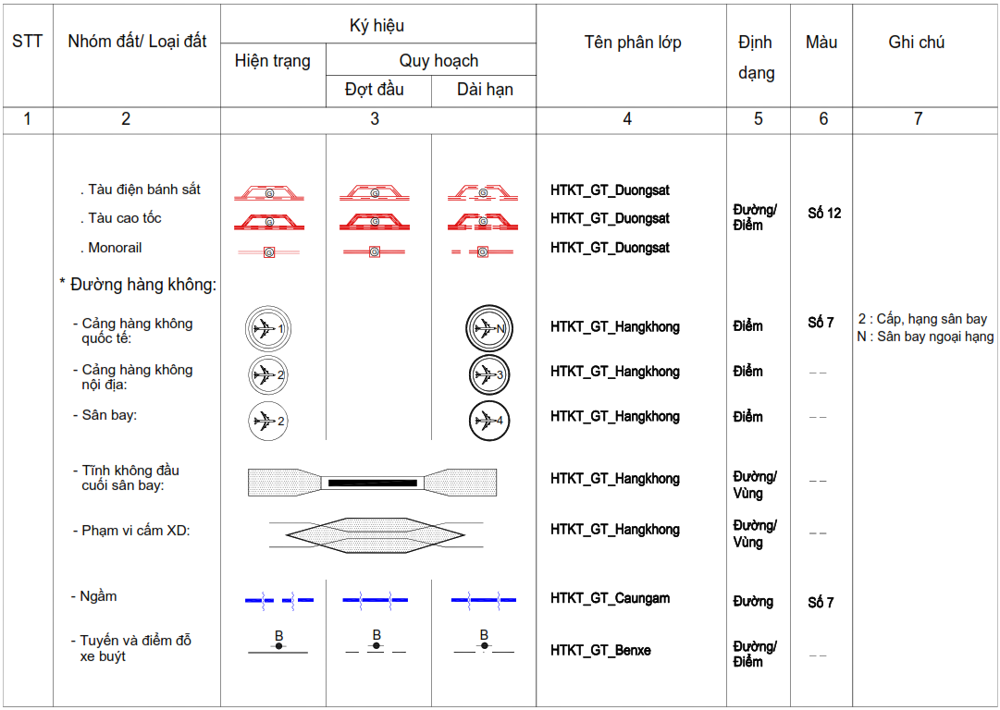 STT
Nhóm đất/ Loại đất
Ký hiệu
Hiện trạng
Quy hoạch
Đợt đầu
Dài hạn
Tên phân lớp
Định
dạng
Màu
Ghi chú
1 2 3 4 5 6 7
. Tàu điện bánh sắt
G G G
HTKT_GT_Duongsat
. Tàu cao tốc
G G G
HTKT_GT_Duongsat
Đường/
Điểm
Số 12
. Monorail
G G G
HTKT_GT_Duongsat
* Đường hàng không:
- Cảng hàng không
quốc tế:
1 N
HTKT_GT_Hangkhong
Điểm
Số 7
2 : Cấp, hạng sân bay
N : Sân bay ngoại hạng
- Cảng hàng không
nội địa:
2 3
HTKT_GT_Hangkhong
Điểm
_ _
- Sân bay:
2 4
HTKT_GT_Hangkhong
Điểm
_ _
- Tĩnh không đầu
cuối sân bay:
HTKT_GT_Hangkhong
Đường/
Vùng
_ _
- Phạm vi cấm XD:
HTKT_GT_Hangkhong
Đường/
Vùng
_ _
- Ngầm
HTKT_GT_Caungam
Đường
Số 7
- Tuyến và điểm đỗ
xe buýt
B B B
HTKT_GT_Benxe
Đường/
Điểm
_ _